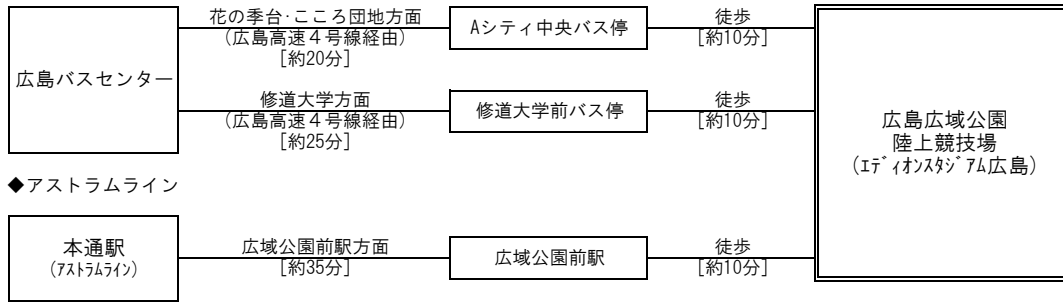 花の季台･こころ団地方面
(広島高速４号線経由)
[約20分]
Aシティ中央バス停
徒歩
[約10分]
広島バスセンター
修道大学方面
(広島高速４号線経由)
[約25分]
修道大学前バス停
徒歩
[約10分]
広島広域公園
陸上競技場
(ｴﾃﾞｨｵﾝｽﾀｼﾞｱﾑ広島)
◆アストラムライン
本通駅
(ｱｽﾄﾗﾑﾗｲﾝ)
広域公園前駅方面
[約35分]
広域公園前駅
徒歩
[約10分]